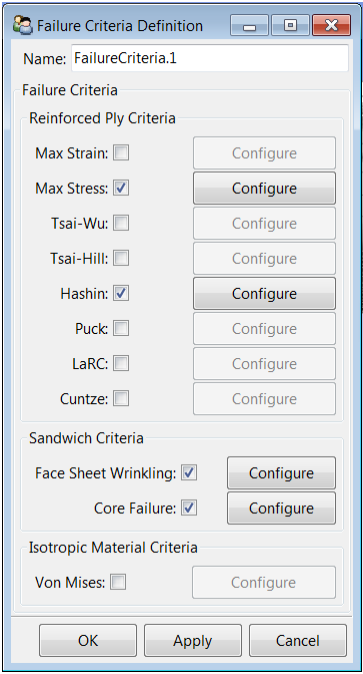 Failure Criteria Definition
Name: FailureCriteria.1
Failure Criteria
Reinforced Ply Criteria
Max Strain: Configure
Max Stress: Configure
Tsai-Wu: Configure
Tsai-Hill: Configure
Hashin: Configure
Puck: Configure
LaRC: Configure
Cuntze: Configure
Sandwich Criteria
Face Sheet Wrinkling: Configure
Core Failure: Configure
Isotropic Material Criteria
Von Mises: Configure
OK Apply Cancel